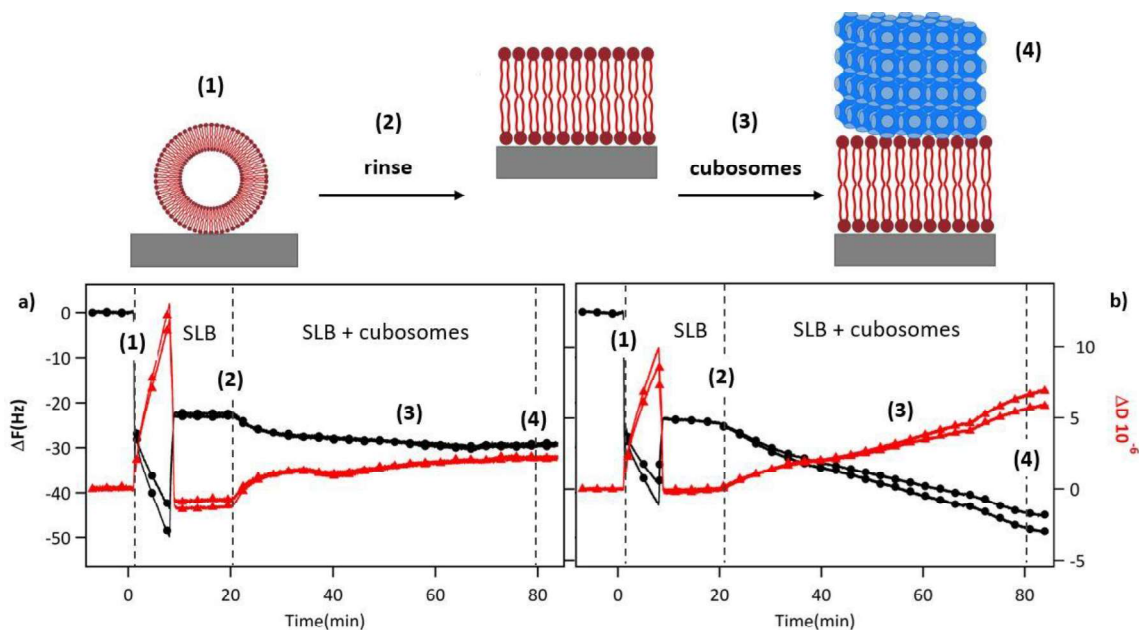 (1)
(2)
rinse
(3)
cubosomes
(4)
a)
b)
(1)
SLB
(2)
SLB + cubosomes
(3)
(4)
0
-10
-20
-30
-40
-50
ΔF(Hz)
0
20
40
60
80
Time(min)
(1)
SLB
(2)
SLB + cubosomes
(3)
(4)
10
5
0
-5
ΔD 10⁻⁶
0
20
40
60
80
Time(min)